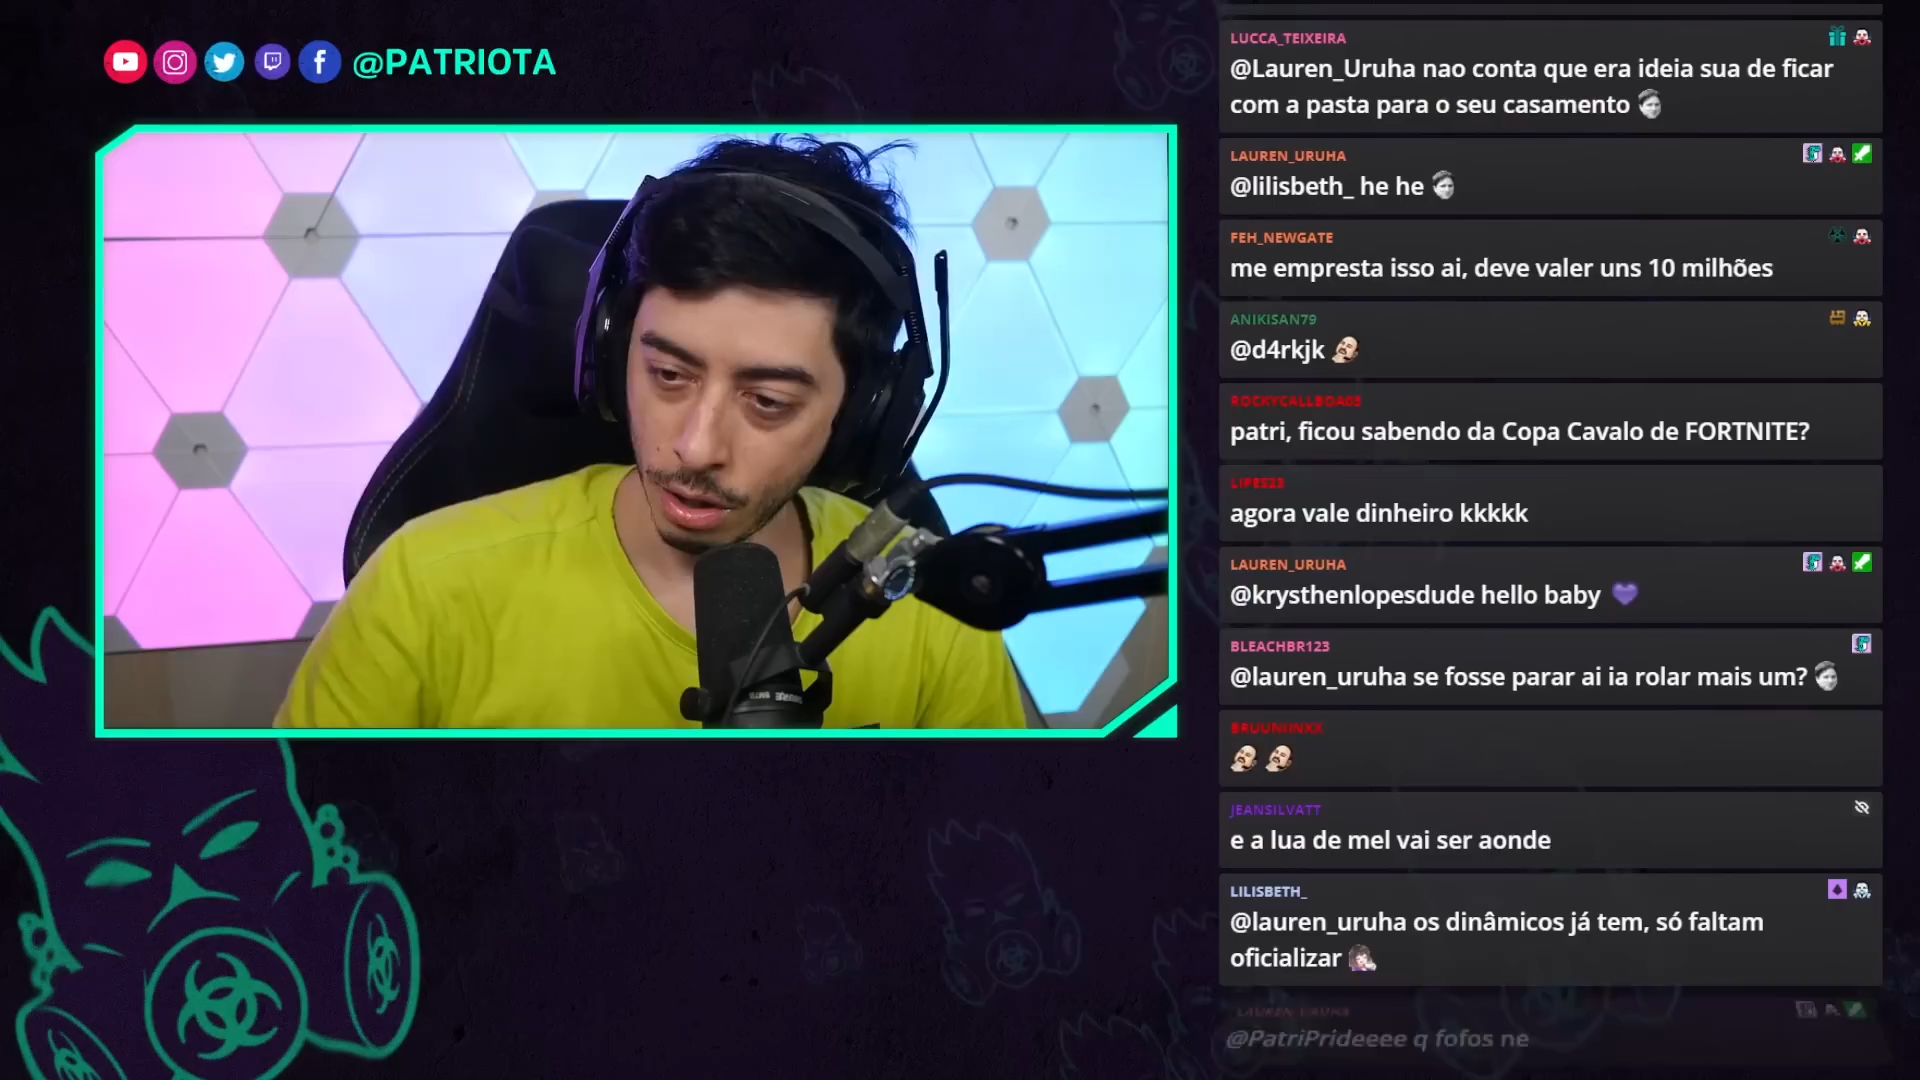 @PATRIOTA
LUCCA_TEIXEIRA
@Lauren_Uruha nao conta que era ideia sua de ficar
com a pasta para o seu casamento
LAUREN_URUHA
@lilisbeth_ he he
FEH_NEWGATE
me empresta isso ai, deve valer uns 10 milhões
ANIKISAN79
@d4rkjk
ROCKYCALLBOA03
patri, ficou sabendo da Copa Cavalo de FORTNITE?
LIPES23
agora vale dinheiro kkkkk
LAUREN_URUHA
@krysthenlopesdude hello baby
BLEACHBR123
@lauren_uruha se fosse parar ai ia rolar mais um?
BRUUNIINXX
JEANSILVATT
e a lua de mel vai ser aonde
LILISBETH_
@lauren_uruha os dinâmicos já tem, só faltam
oficializar
LAUREN_URUHA
@PatriPrideeee q fofos ne